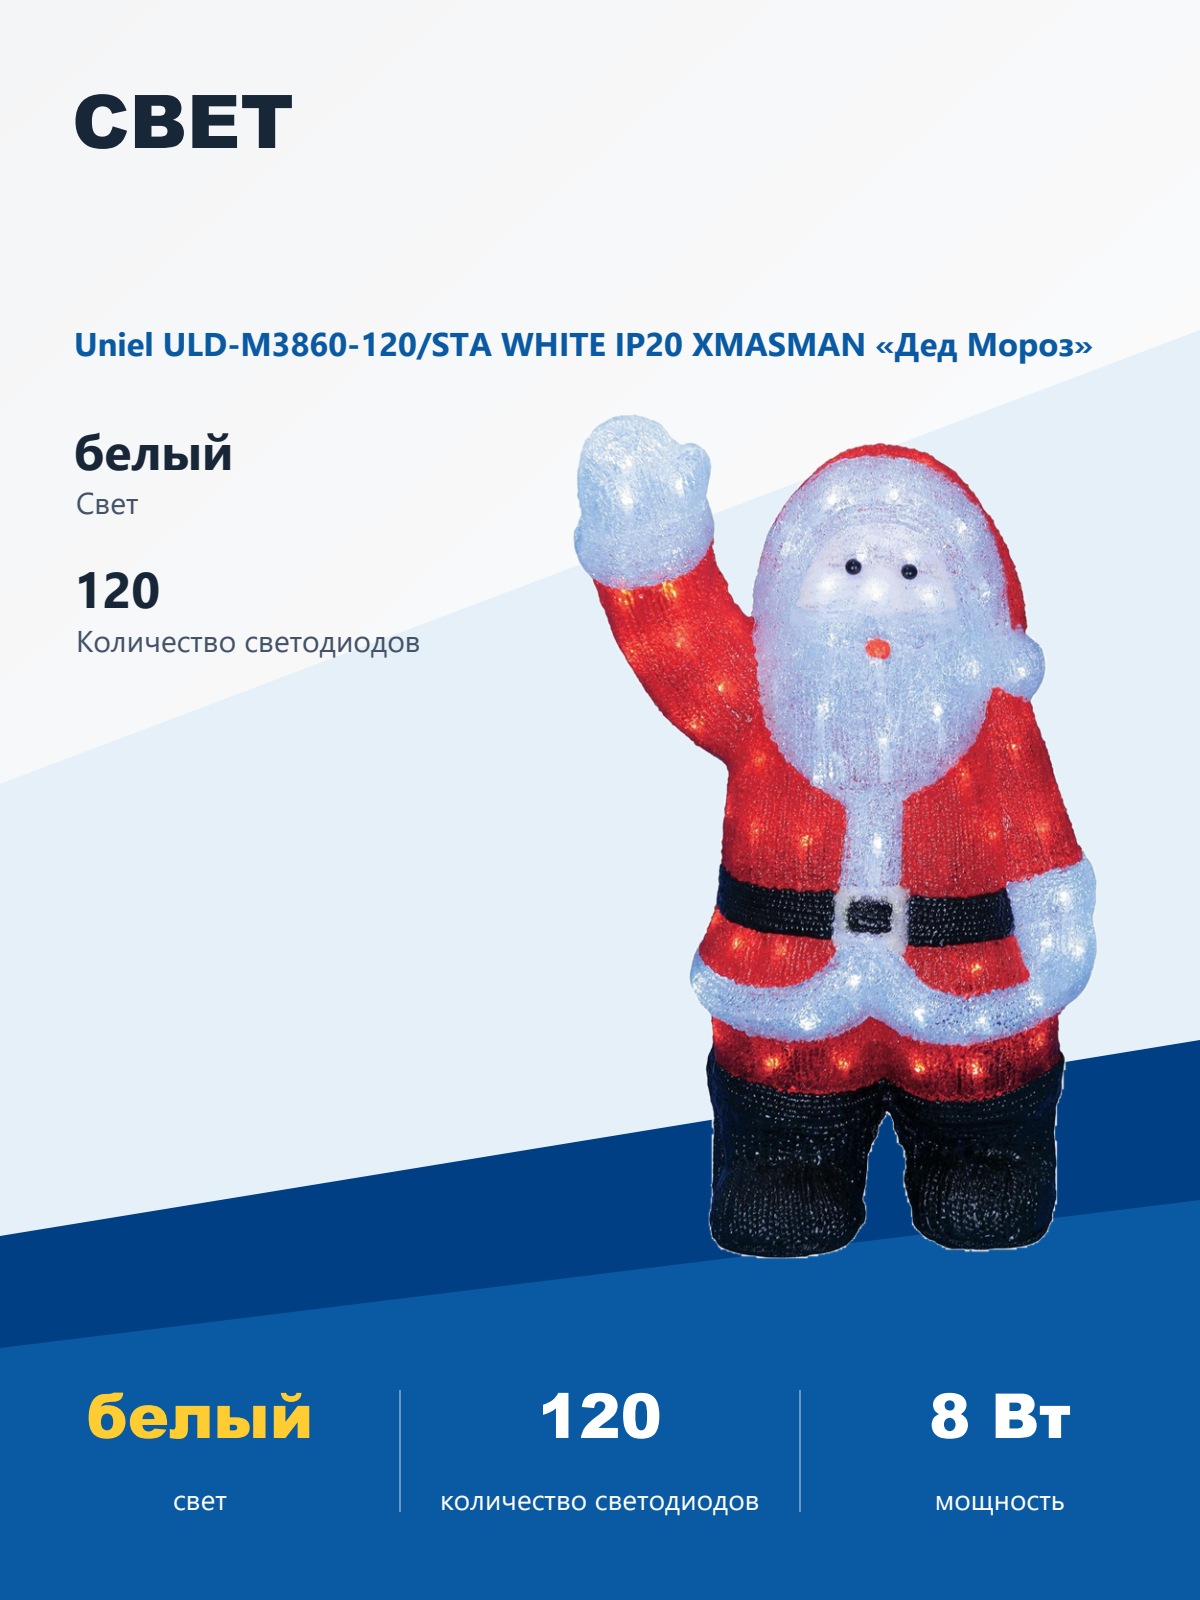 СВЕТ
Uniel ULD-M3860-120/STA WHITE IP20 XMASMAN «Дед Мороз»
белый
Свет
120
Количество светодиодов
белый
свет
120
количество светодиодов
8 Вт
мощность